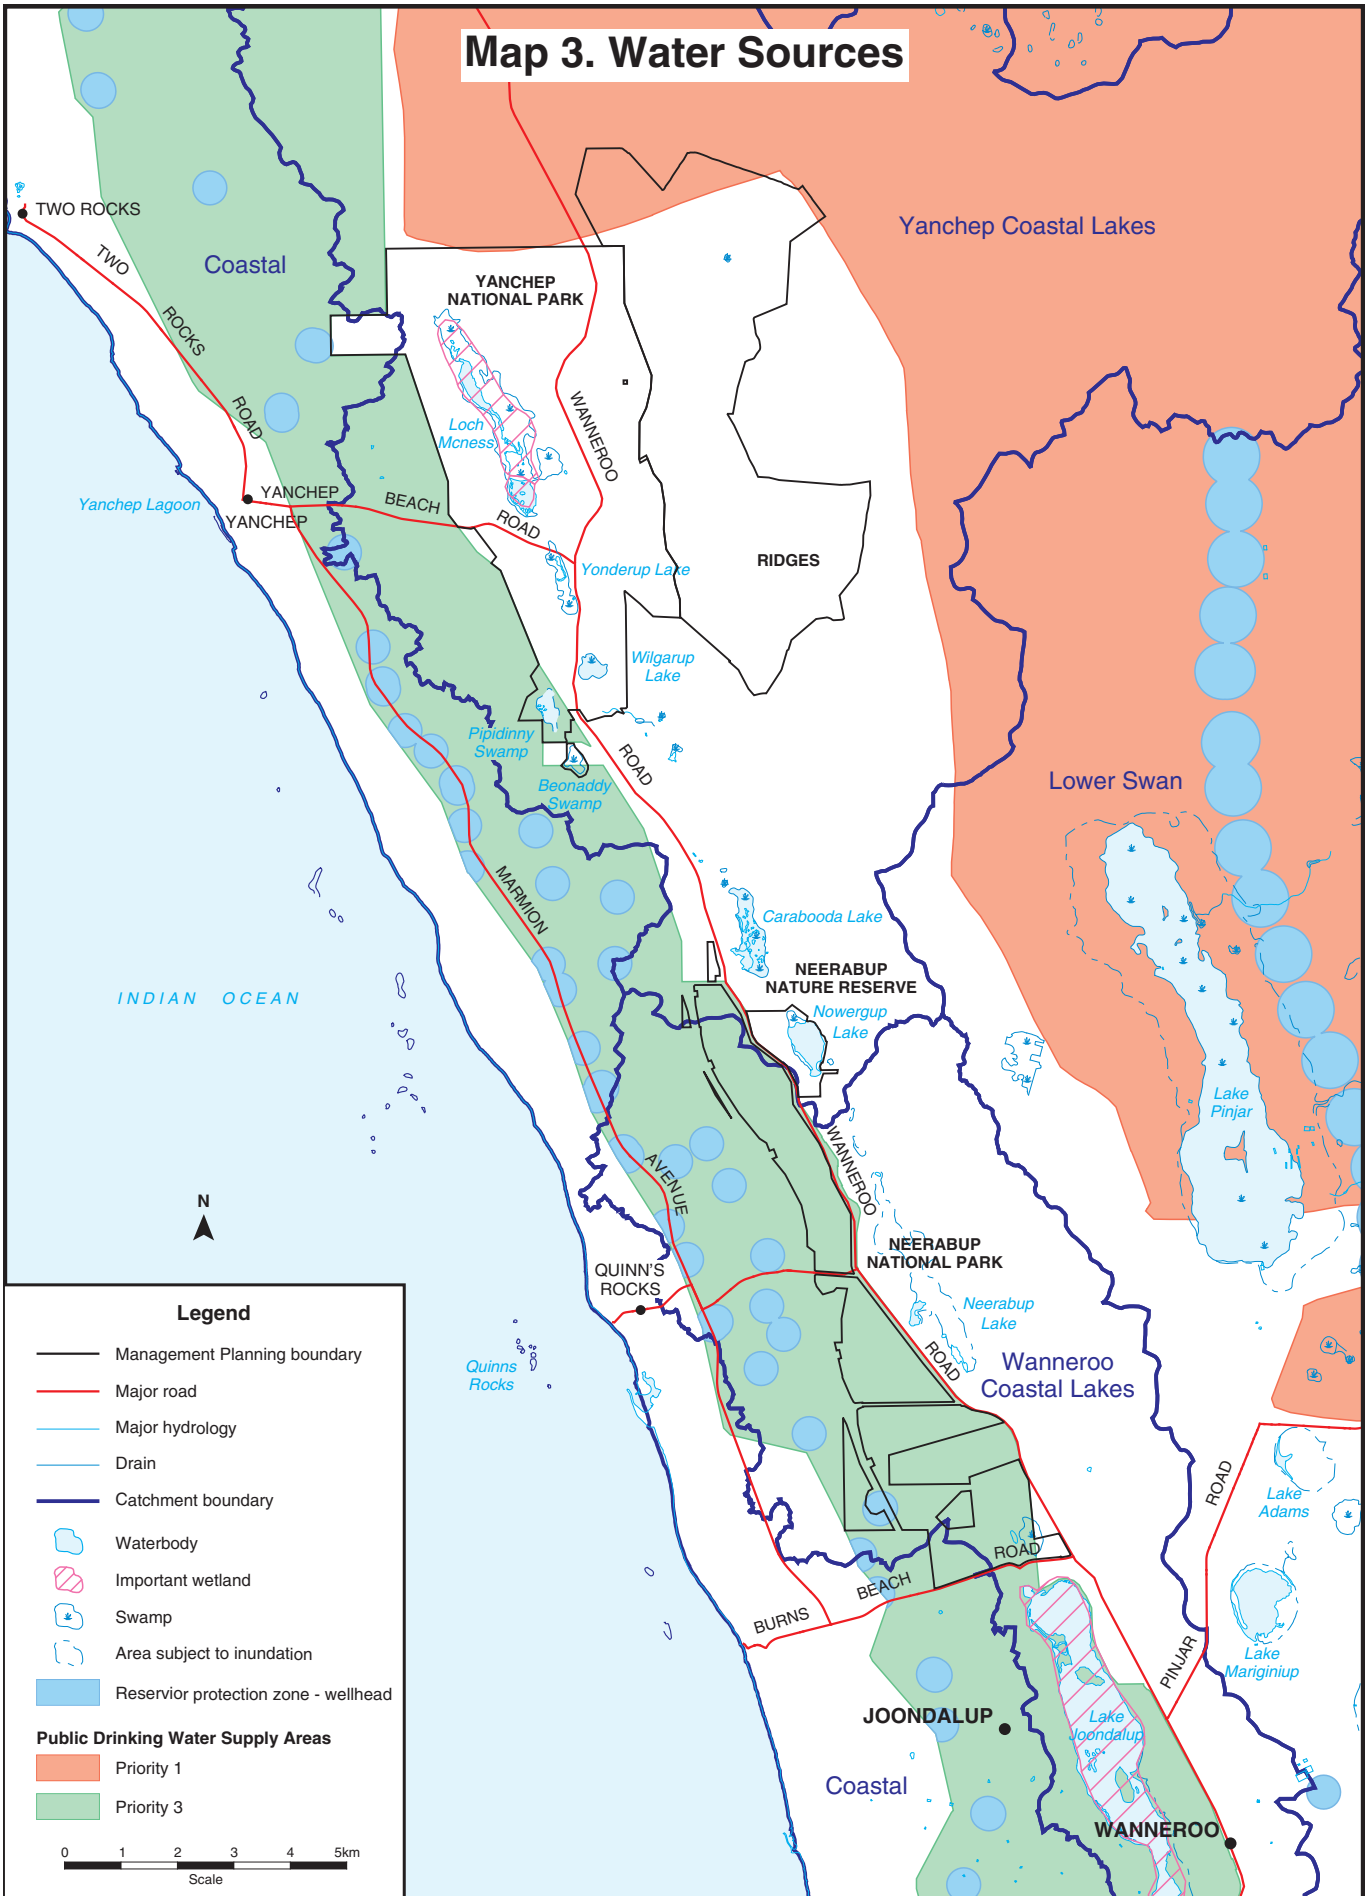 Map 3. Water Sources
TWO ROCKS
TWO
ROCKS
ROAD
Coastal
YANCHEP
NATIONAL PARK
Yanchep Coastal Lakes
Loch
Mcness
WANNEROO
Yanchep Lagoon
YANCHEP
YANCHEP
BEACH
ROAD
RIDGES
Yonderup Lake
Wilgarup
Lake
Pipidinny
Swamp
ROAD
Beonaddy
Swamp
Lower Swan
MARMION
Carabooda Lake
NEERABUP
NATURE RESERVE
Nowergup
Lake
INDIAN OCEAN
Lake
Pinjar
WANNEROO
AVENUE
N
NEERABUP
NATIONAL PARK
QUINN'S
ROCKS
Neerabup
Lake
ROAD
Wanneroo
Coastal Lakes
Quinns
Rocks
ROAD
Lake
Adams
ROAD
BEACH
BURNS
PINJAR
Lake
Mariginiup
JOONDALUP
Lake
Joondalup
Coastal
WANNEROO
Legend
Management Planning boundary
Major road
Major hydrology
Drain
Catchment boundary
Waterbody
Important wetland
Swamp
Area subject to inundation
Reservior protection zone - wellhead
Public Drinking Water Supply Areas
Priority 1
Priority 3
0 1 2 3 4 5km
Scale